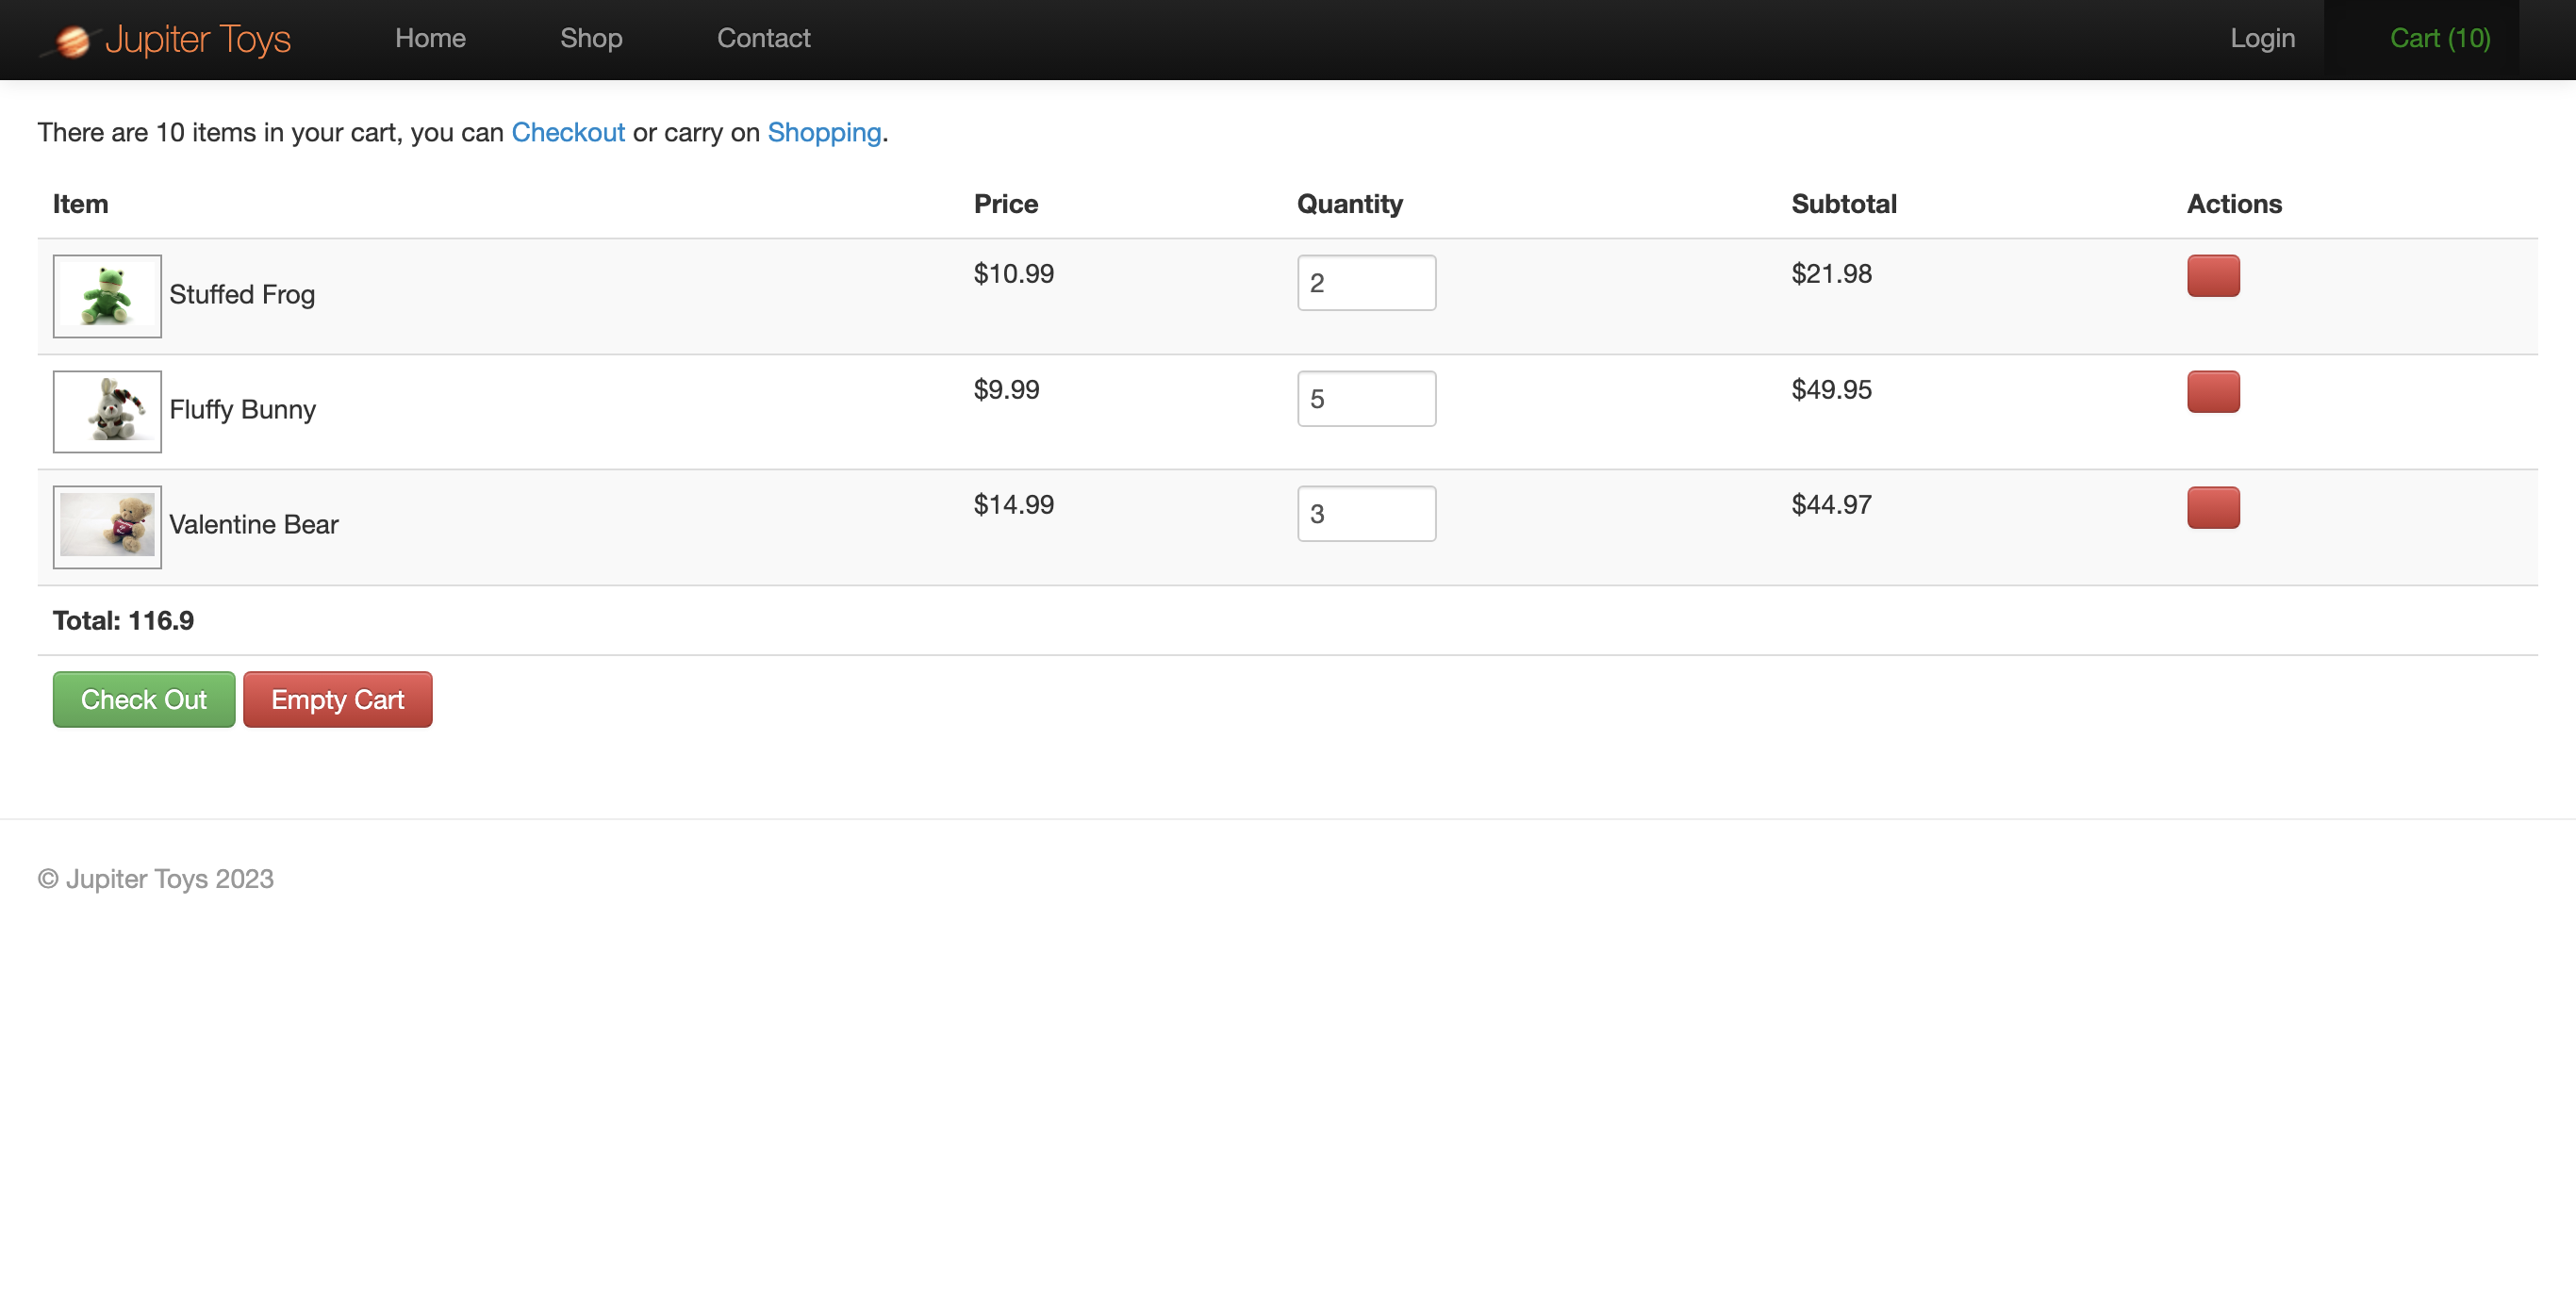 Jupiter Toys Home Shop Contact Login Cart (10)
There are 10 items in your cart, you can Checkout or carry on Shopping.
Item Price Quantity Subtotal Actions
Stuffed Frog $10.99 2 $21.98
Fluffy Bunny $9.99 5 $49.95
Valentine Bear $14.99 3 $44.97
Total: 116.9
Check Out Empty Cart
© Jupiter Toys 2023